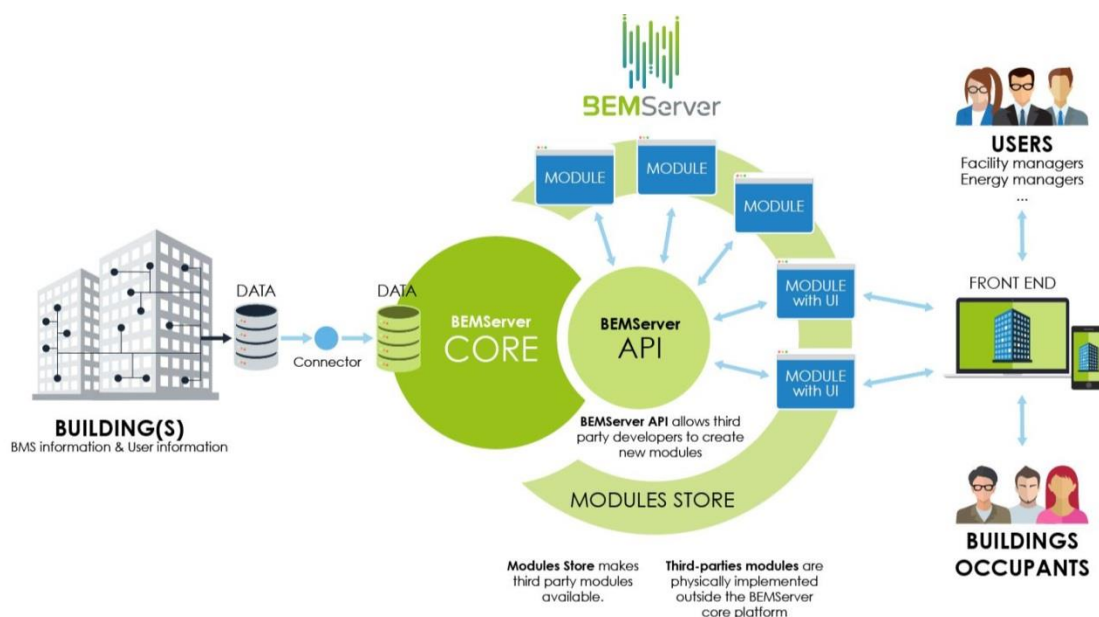 BEMServer
MODULE
MODULE
MODULE
MODULE
with UI
MODULE
with UI
USERS
Facility managers
Energy managers
...
FRONT END
DATA
DATA
Connector
BEMServer
CORE
BEMServer
API
BUILDING(S)
BMS information & User information
BEMServer API allows third
party developers to create
new modules
MODULES STORE
BUILDINGS
OCCUPANTS
Modules Store makes
third party modules
available.
Third-parties modules are
physically implemented
outside the BEMServer
core platform